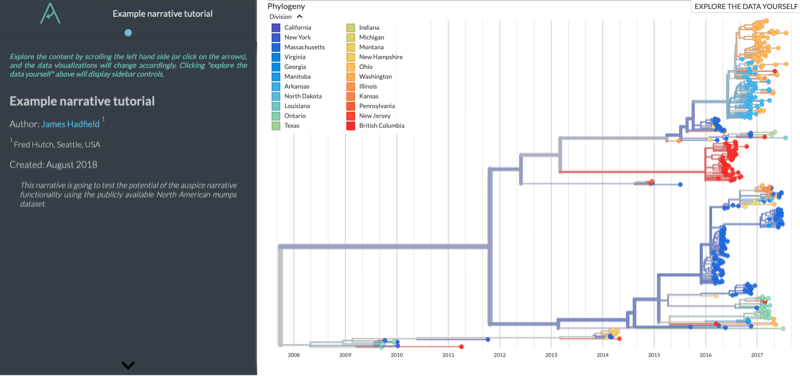 Example narrative tutorial
Explore the content by scrolling the left hand side (or click on the arrows),
and the data visualizations will change accordingly. Clicking "explore the
data yourself" above will display sidebar controls.
Example narrative tutorial
Author: James Hadfield 1
1 Fred Hutch, Seattle, USA
Created: August 2018
This narrative is going to test the potential of the auspice narrative
functionality using the publicly available North American mumps
dataset.
Phylogeny
EXPLORE THE DATA YOURSELF
Division
California
New York
Massachusetts
Virginia
Georgia
Manitoba
Arkansas
North Dakota
Louisiana
Ontario
Texas
Indiana
Michigan
Montana
New Hampshire
Ohio
Washington
Illinois
Kansas
Pennsylvania
New Jersey
British Columbia
2008 2009 2010 2011 2012 2013 2014 2015 2016 2017